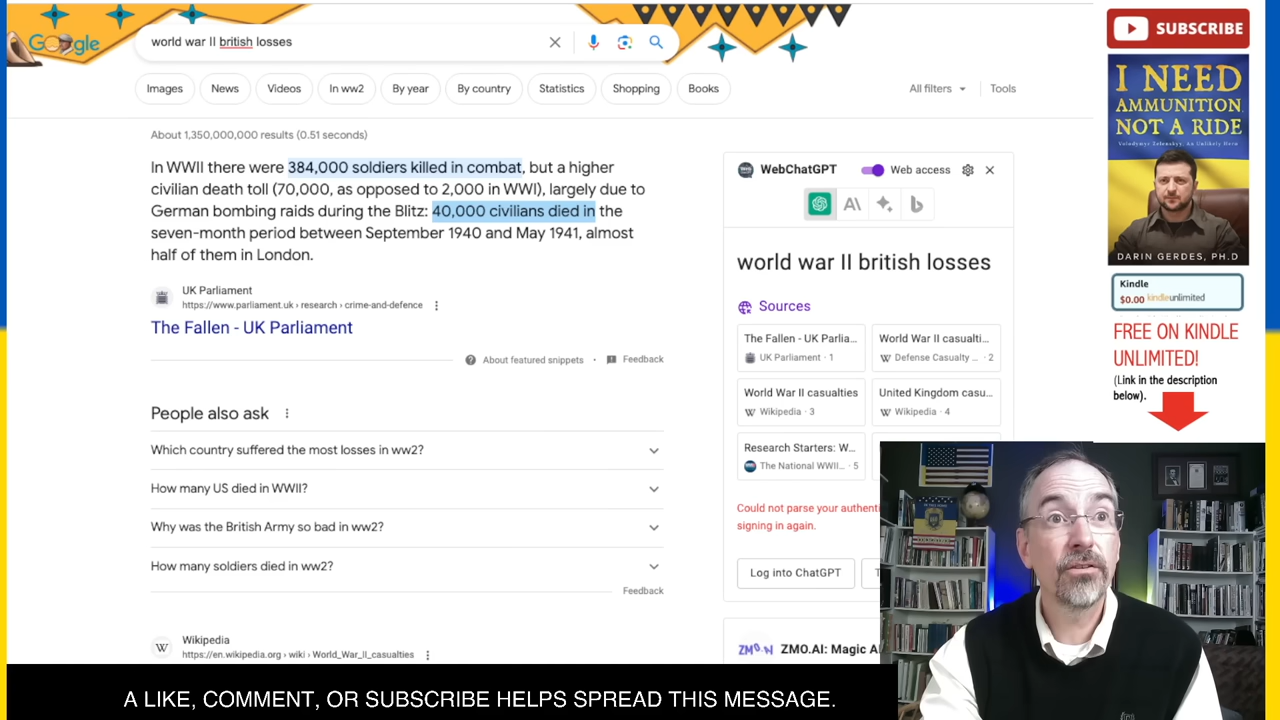 Google
world war II british losses
Images
News
Videos
In ww2
By year
By country
Statistics
Shopping
Books
All filters
Tools
About 1,350,000,000 results (0.51 seconds)
In WWII there were 384,000 soldiers killed in combat, but a higher
civilian death toll (70,000, as opposed to 2,000 in WWI), largely due to
German bombing raids during the Blitz: 40,000 civilians died in the
seven-month period between September 1940 and May 1941, almost
half of them in London.
UK Parliament
https://www.parliament.uk › research › crime-and-defence
The Fallen - UK Parliament
About featured snippets
Feedback
People also ask
Which country suffered the most losses in ww2?
How many US died in WWII?
Why was the British Army so bad in ww2?
How many soldiers died in ww2?
Feedback
Wikipedia
https://en.wikipedia.org › wiki › World_War_II_casualties
W
WebChatGPT
Web access
world war II british losses
Sources
The Fallen - UK Parlia...
UK Parliament · 1
World War II casualti...
W Defense Casualty ... · 2
World War II casualties
W Wikipedia · 3
United Kingdom casu...
W Wikipedia · 4
Research Starters: W...
The National WWII... · 5
Could not parse your authenti
signing in again.
Log into ChatGPT
T
ZMO.AI: Magic A
SUBSCRIBE
I NEED
AMMUNITION
NOT A RIDE
Volodymyr Zelenskyy, An Unlikely Hero
DARIN GERDES, PH.D
Kindle
$0.00 kindleunlimited
FREE ON KINDLE
UNLIMITED!
(Link in the description
below).
A LIKE, COMMENT, OR SUBSCRIBE HELPS SPREAD THIS MESSAGE.